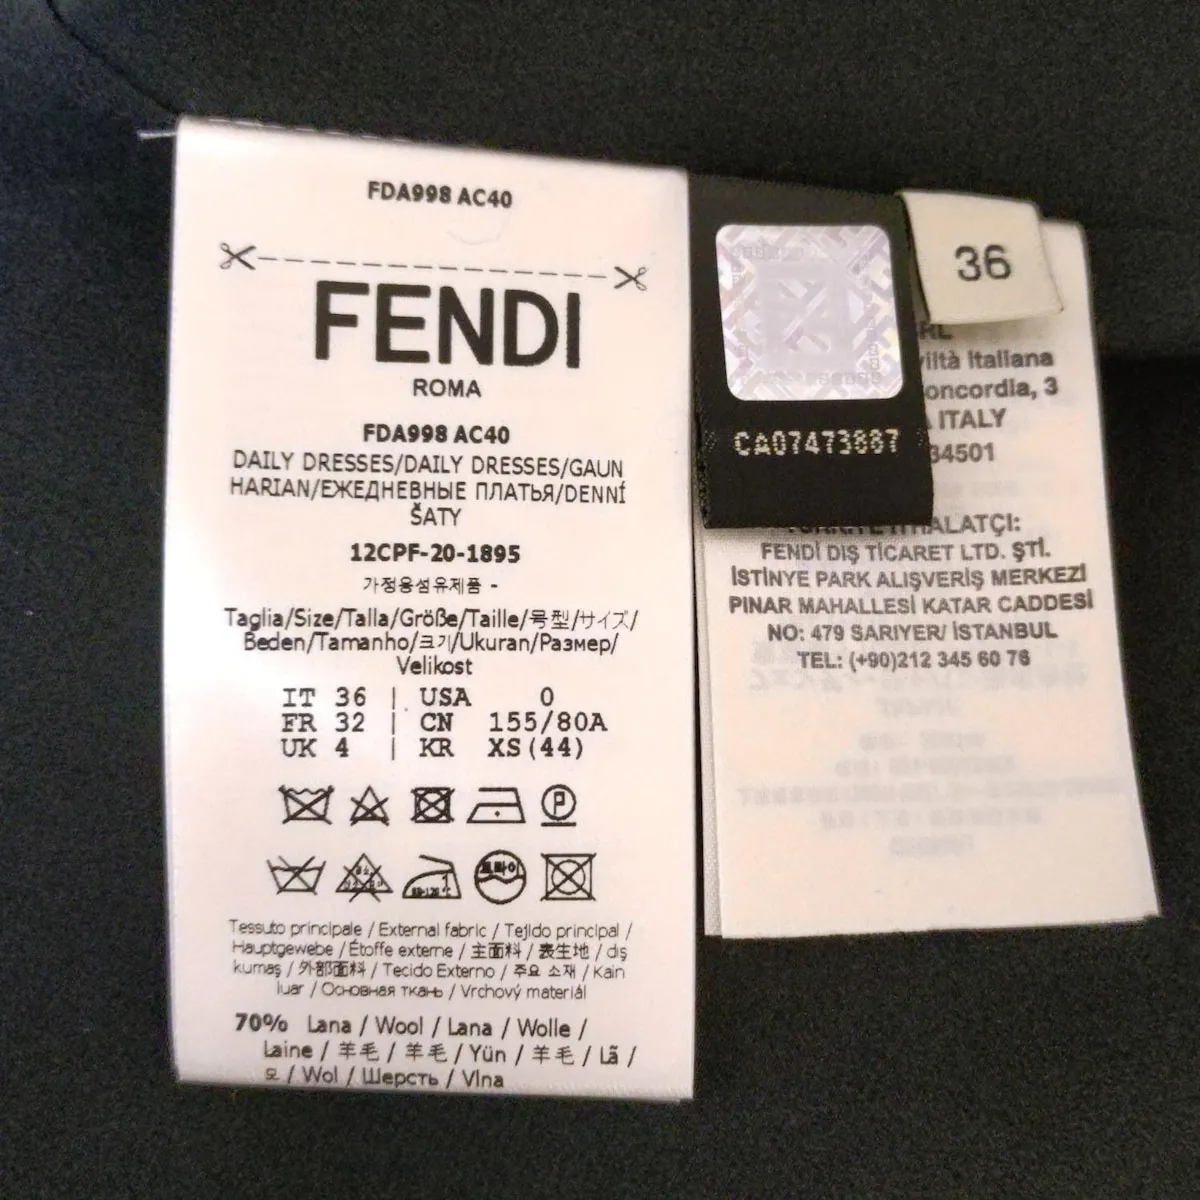 FDA998 AC40
FENDI
ROMA
FDA998 AC40
DAILY DRESSES/DAILY DRESSES/GAUN
HARIAN/ЕЖЕДНЕВНЫЕ ПЛАТЬЯ/DENNÍ
ŠATY
12CPF-20-1895
가정용섬유제품 -
Taglia/Size/Talla/Größe/Taille/号型/サイズ/
Beden/Tamanho/크기/Ukuran/Размер/
Velikost
IT 36 | USA 0
FR 32 | CN 155/80A
UK 4 | KR XS(44)
Tessuto principale / External fabric / Tejido principal /
Hauptgewebe / Étoffe externe / 主面料 / 表生地 / dış
kumaş / 外部面料 / Tecido Externo / 주요 소재 / Kain
luar / Основная ткань / Vrchový materiál
70% Lana / Wool / Lana / Wolle /
Laine / 羊毛 / 羊毛 / Yün / 羊毛 / Lã /
모 / Wol / Шерсть / Vlna
CA07473887
36
Italiana
3
ITALY
34501
FENDİ DIŞ TİCARET LTD. ŞTİ.
İSTİNYE PARK ALIŞVERİŞ MERKEZİ
PINAR MAHALLESİ KATAR CADDESİ
NO: 479 SARIYER/ İSTANBUL
TEL: (+90)212 345 60 76